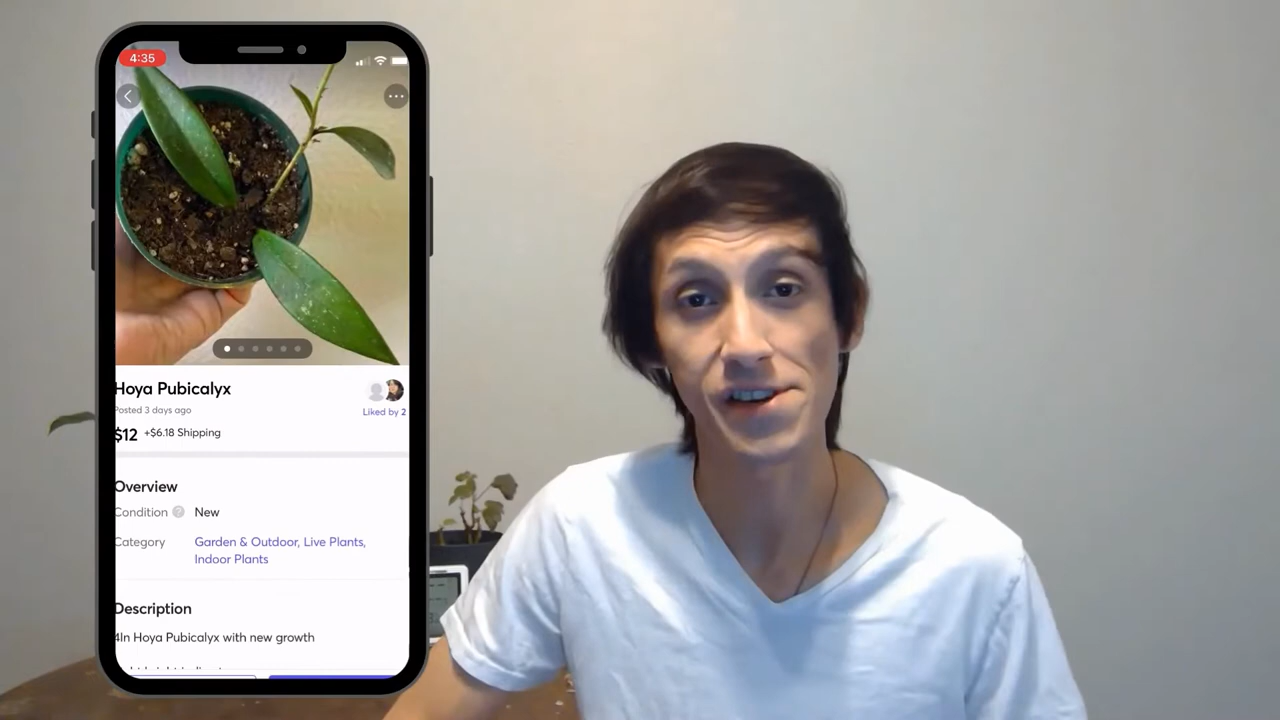 4:35
Hoya Pubicalyx
Posted 3 days ago
Liked by 2
$12 +$6.18 Shipping
Overview
Condition ? New
Category Garden & Outdoor, Live Plants,
Indoor Plants
Description
4In Hoya Pubicalyx with new growth